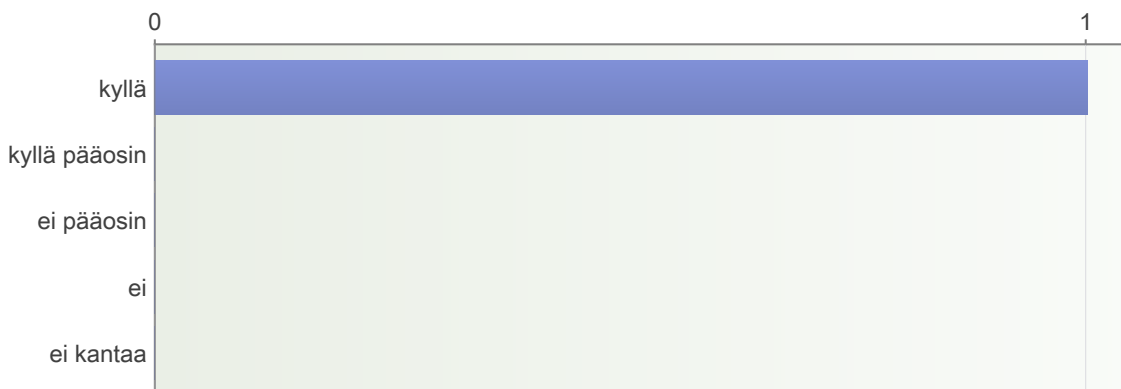 0 1
kyllä
kyllä pääosin
ei pääosin
ei
ei kantaa